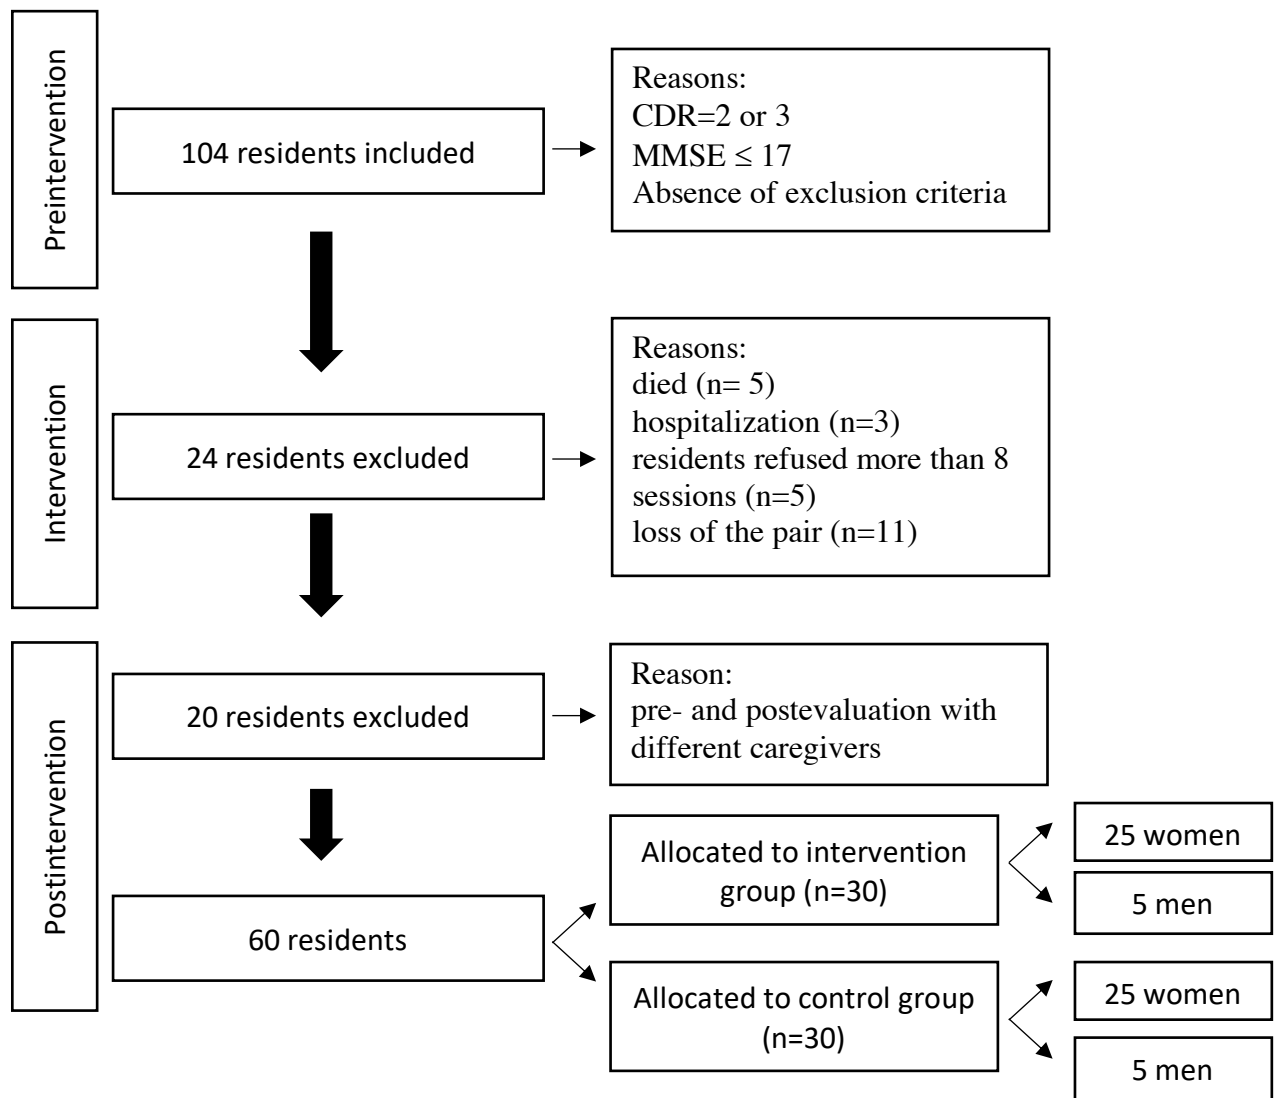 Preintervention
104 residents included
Reasons:
CDR=2 or 3
MMSE ≤ 17
Absence of exclusion criteria
Intervention
24 residents excluded
Reasons:
died (n= 5)
hospitalization (n=3)
residents refused more than 8
sessions (n=5)
loss of the pair (n=11)
Postintervention
20 residents excluded
Reason:
pre- and postevaluation with
different caregivers
60 residents
Allocated to intervention
group (n=30)
25 women
5 men
Allocated to control group
(n=30)
25 women
5 men